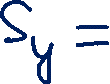 Sy =